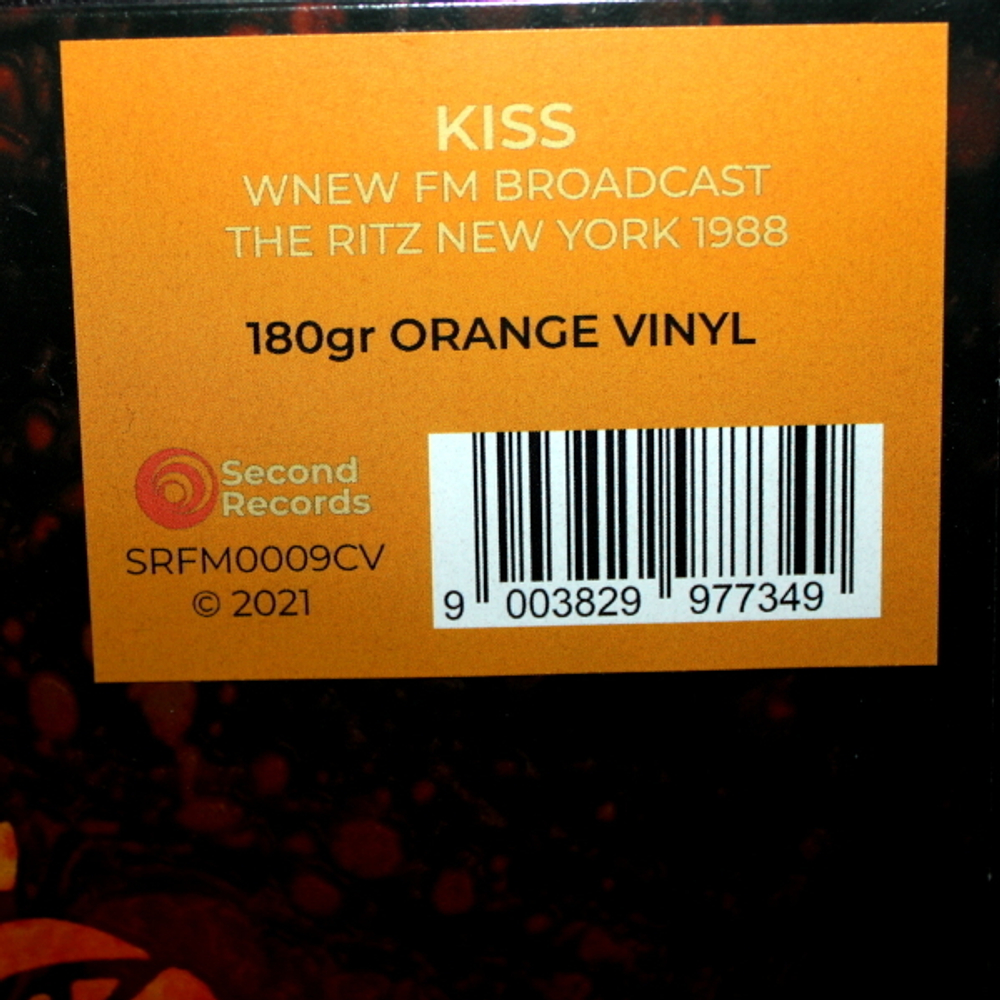 KISS
WNEW FM BROADCAST
THE RITZ NEW YORK 1988
180gr ORANGE VINYL
Second
Records
SRFM0009CV
© 2021
9 003829 977349